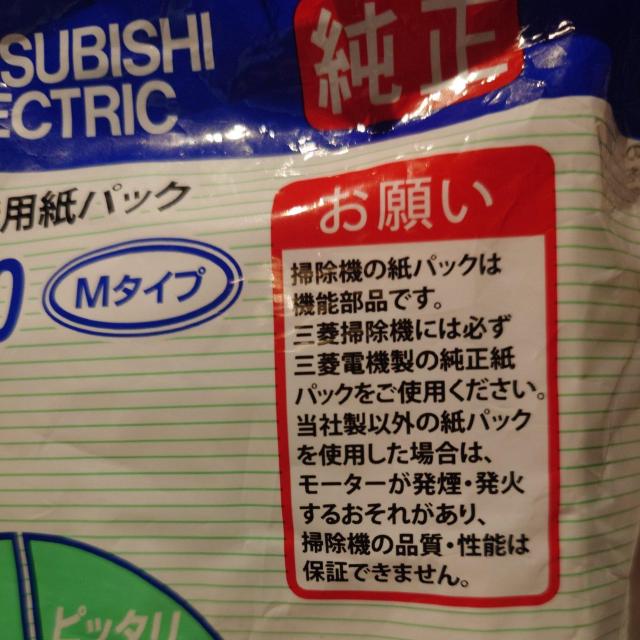 SUBISHI
ECTRIC
純正
用紙パック
Mタイプ
お願い
掃除機の紙パックは
機能部品です。
三菱掃除機には必ず
三菱電機製の純正紙
パックをご使用ください。
当社製以外の紙パック
を使用した場合は、
モーターが発煙・発火
するおそれがあり、
掃除機の品質・性能は
保証できません。
ピッタリ